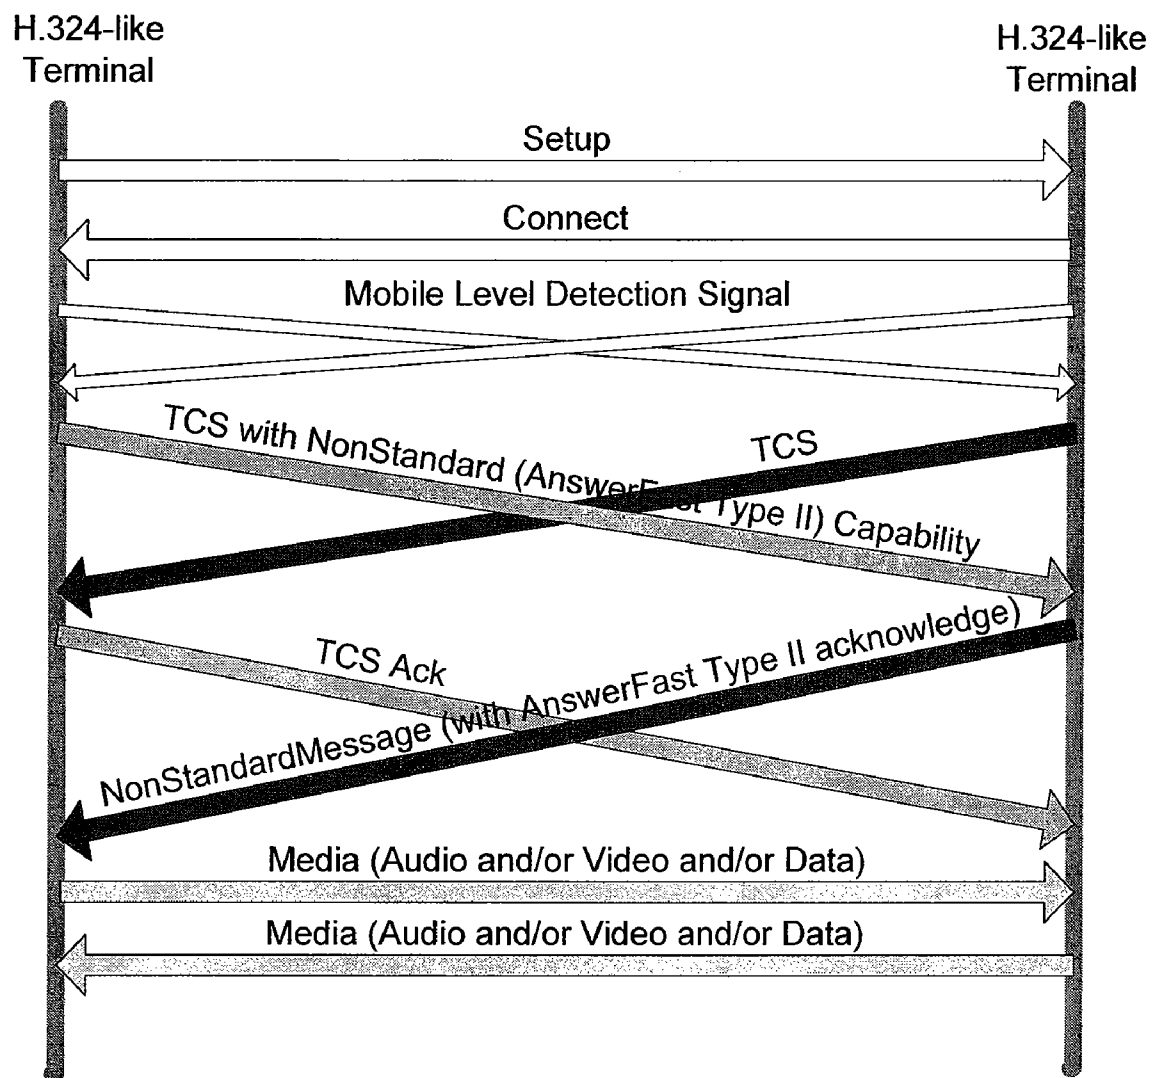 H.324-like
Terminal
H.324-like
Terminal
Setup
Connect
Mobile Level Detection Signal
TCS with NonStandard (AnswerFast Type II) Capability
TCS
TCS Ack
NonStandardMessage (with AnswerFast Type II acknowledge)
Media (Audio and/or Video and/or Data)
Media (Audio and/or Video and/or Data)